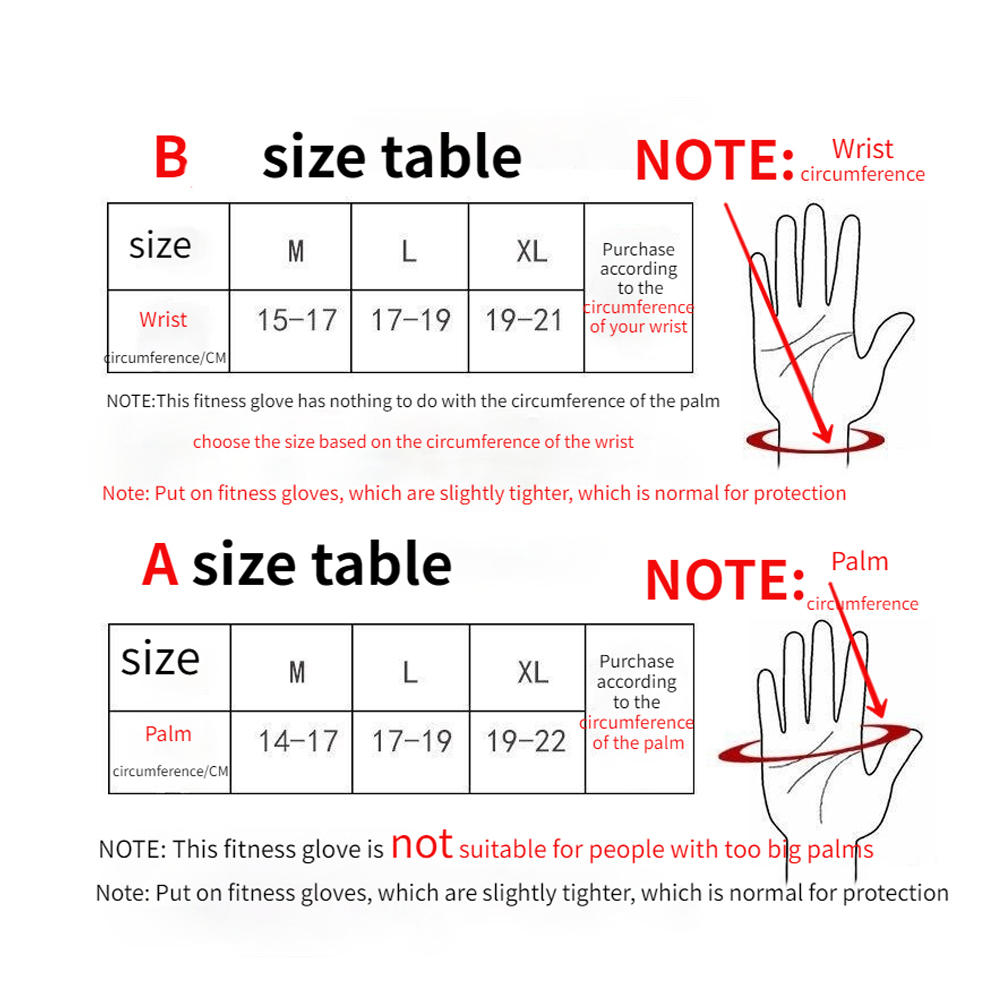 B size table
NOTE: Wrist
circumference
size M L XL
Purchase
according
to the
circumference
of your wrist
Wrist
circumference/CM
15-17 17-19 19-21
NOTE:This fitness glove has nothing to do with the circumference of the palm
choose the size based on the circumference of the wrist
Note: Put on fitness gloves, which are slightly tighter, which is normal for protection
A size table
NOTE: Palm
circumference
size M L XL
Purchase
according
to the
circumference
of the palm
Palm
circumference/CM
14-17 17-19 19-22
NOTE: This fitness glove is not suitable for people with too big palms
Note: Put on fitness gloves, which are slightly tighter, which is normal for protection